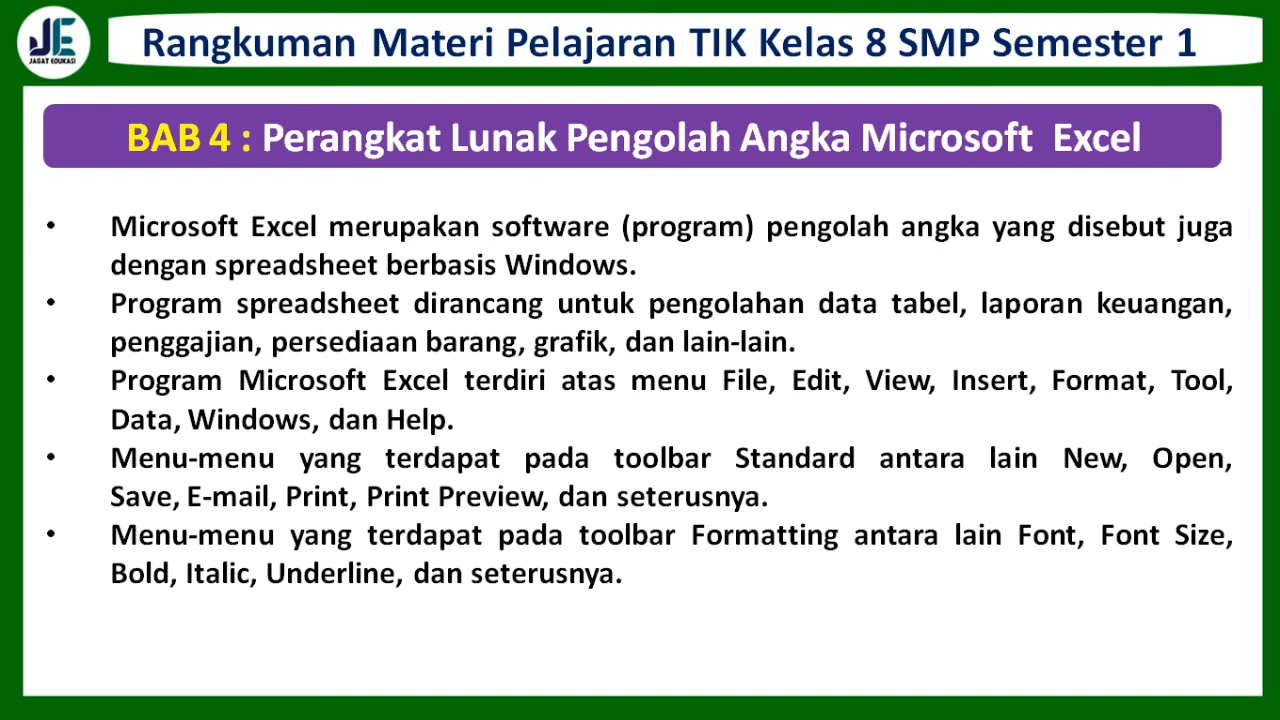 JE
JAGAT EDUKASI
Rangkuman Materi Pelajaran TIK Kelas 8 SMP Semester 1
BAB 4 : Perangkat Lunak Pengolah Angka Microsoft Excel
• Microsoft Excel merupakan software (program) pengolah angka yang disebut juga
dengan spreadsheet berbasis Windows.
• Program spreadsheet dirancang untuk pengolahan data tabel, laporan keuangan,
penggajian, persediaan barang, grafik, dan lain-lain.
• Program Microsoft Excel terdiri atas menu File, Edit, View, Insert, Format, Tool,
Data, Windows, dan Help.
• Menu-menu yang terdapat pada toolbar Standard antara lain New, Open,
Save, E-mail, Print, Print Preview, dan seterusnya.
• Menu-menu yang terdapat pada toolbar Formatting antara lain Font, Font Size,
Bold, Italic, Underline, dan seterusnya.